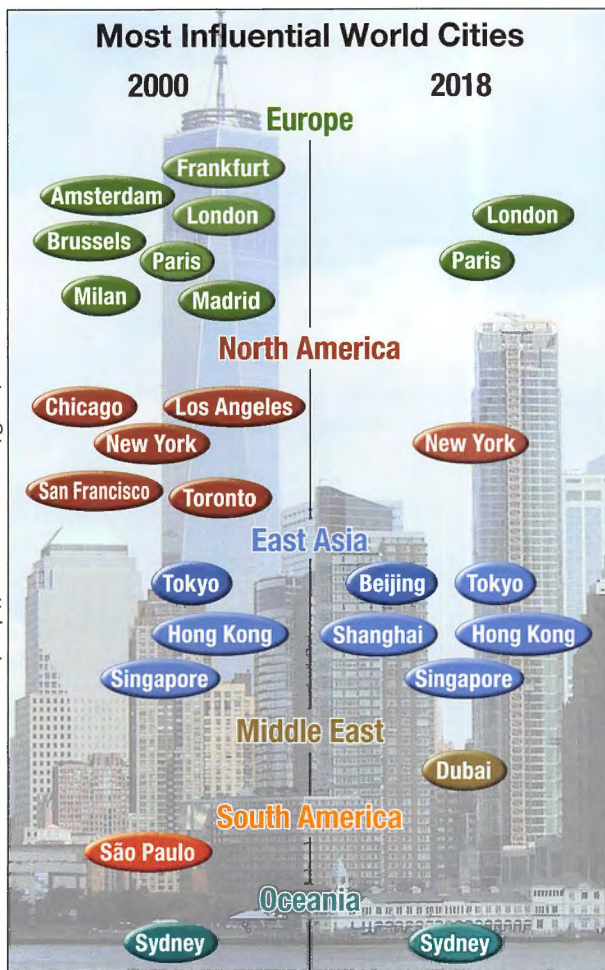 Most Influential World Cities
2000 2018
Europe
Frankfurt
Amsterdam
London London
Brussels
Paris Paris
Milan Madrid
North America
Chicago Los Angeles
New York New York
San Francisco Toronto
East Asia
Tokyo Beijing Tokyo
Hong Kong Shanghai Hong Kong
Singapore Singapore
Middle East
Dubai
South America
São Paulo
Oceania
Sydney Sydney